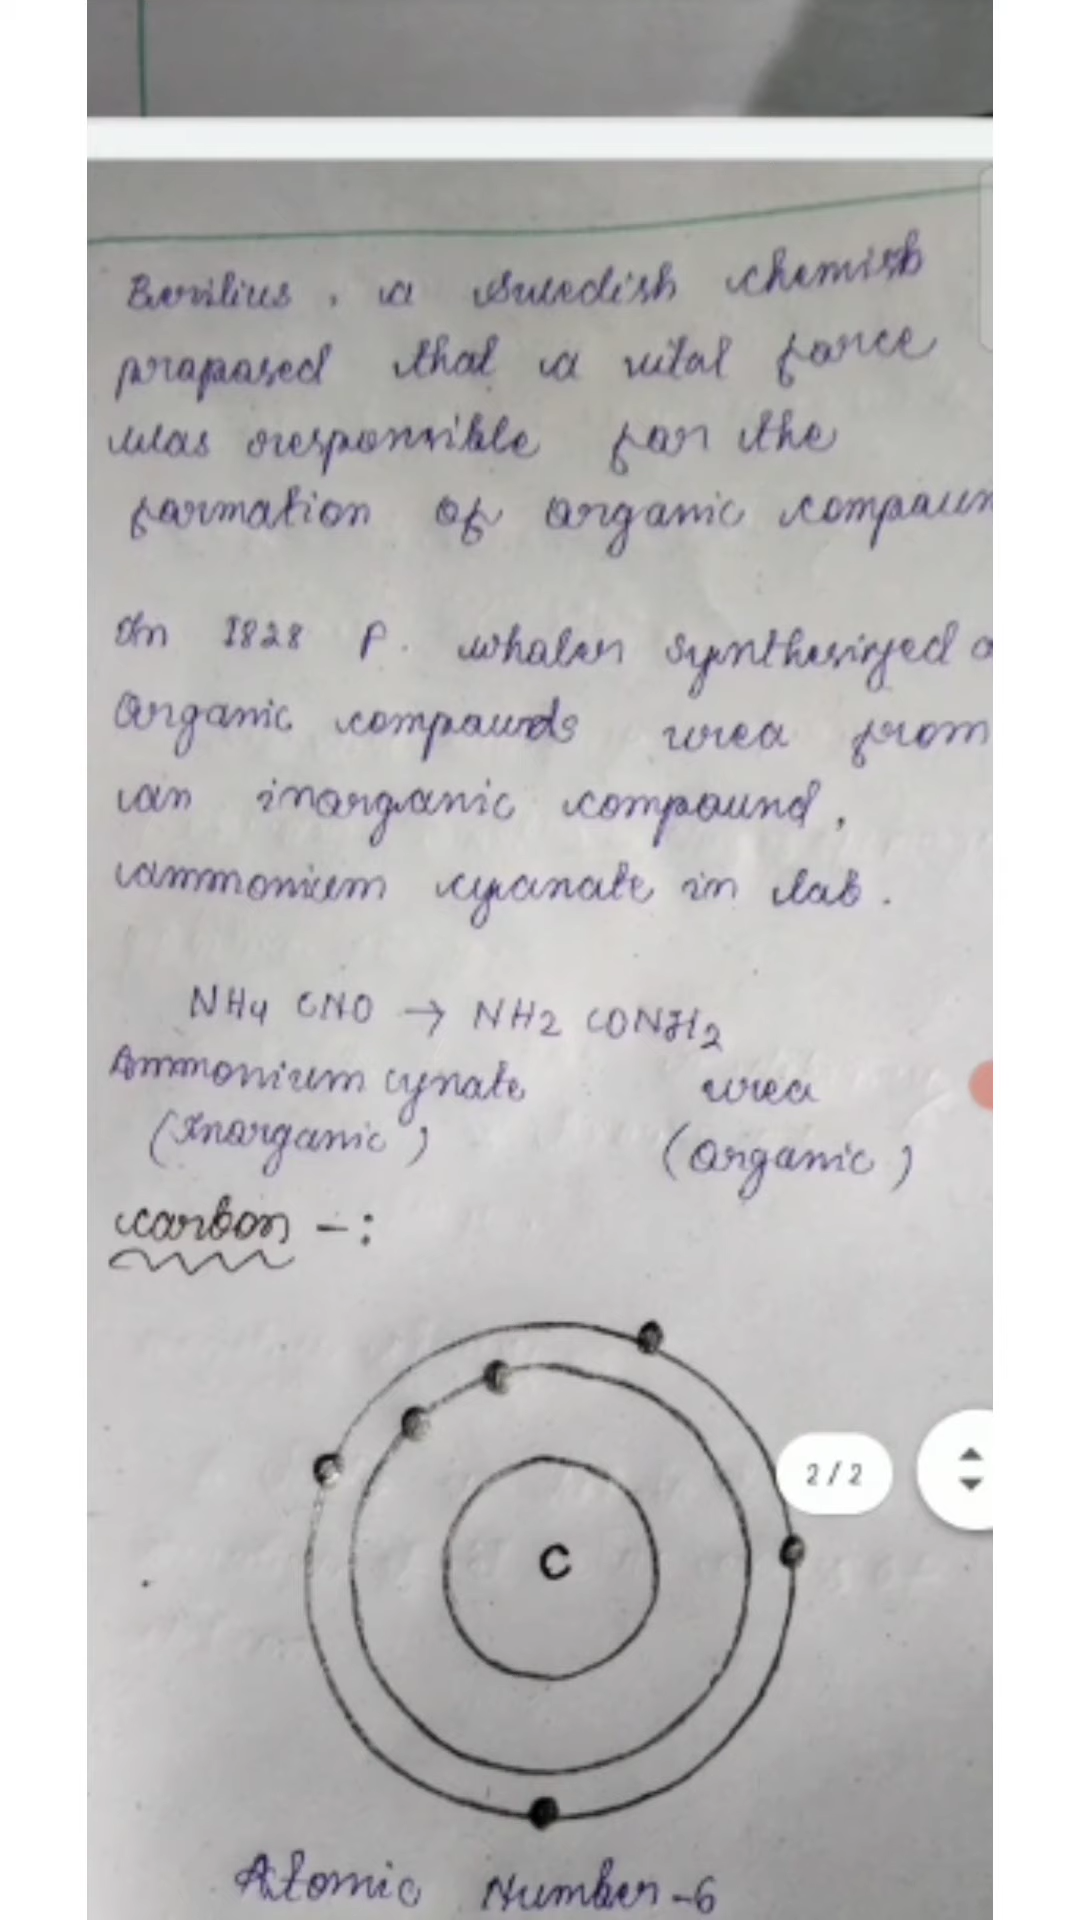 Berilius, a Swedish chemist
proposed that a vital force
was responsible for the
formation of organic compoun
In 1828 F. whaler synthesinzed a
Organic compounds urea from
an inorganic compound,
ammonium cyanate in lab.
NH4 CNO → NH2 CONH2
Ammonium cynate urea
(Inorganic) (Organic)
carbon -:
C
2/2
Atomic Number-6